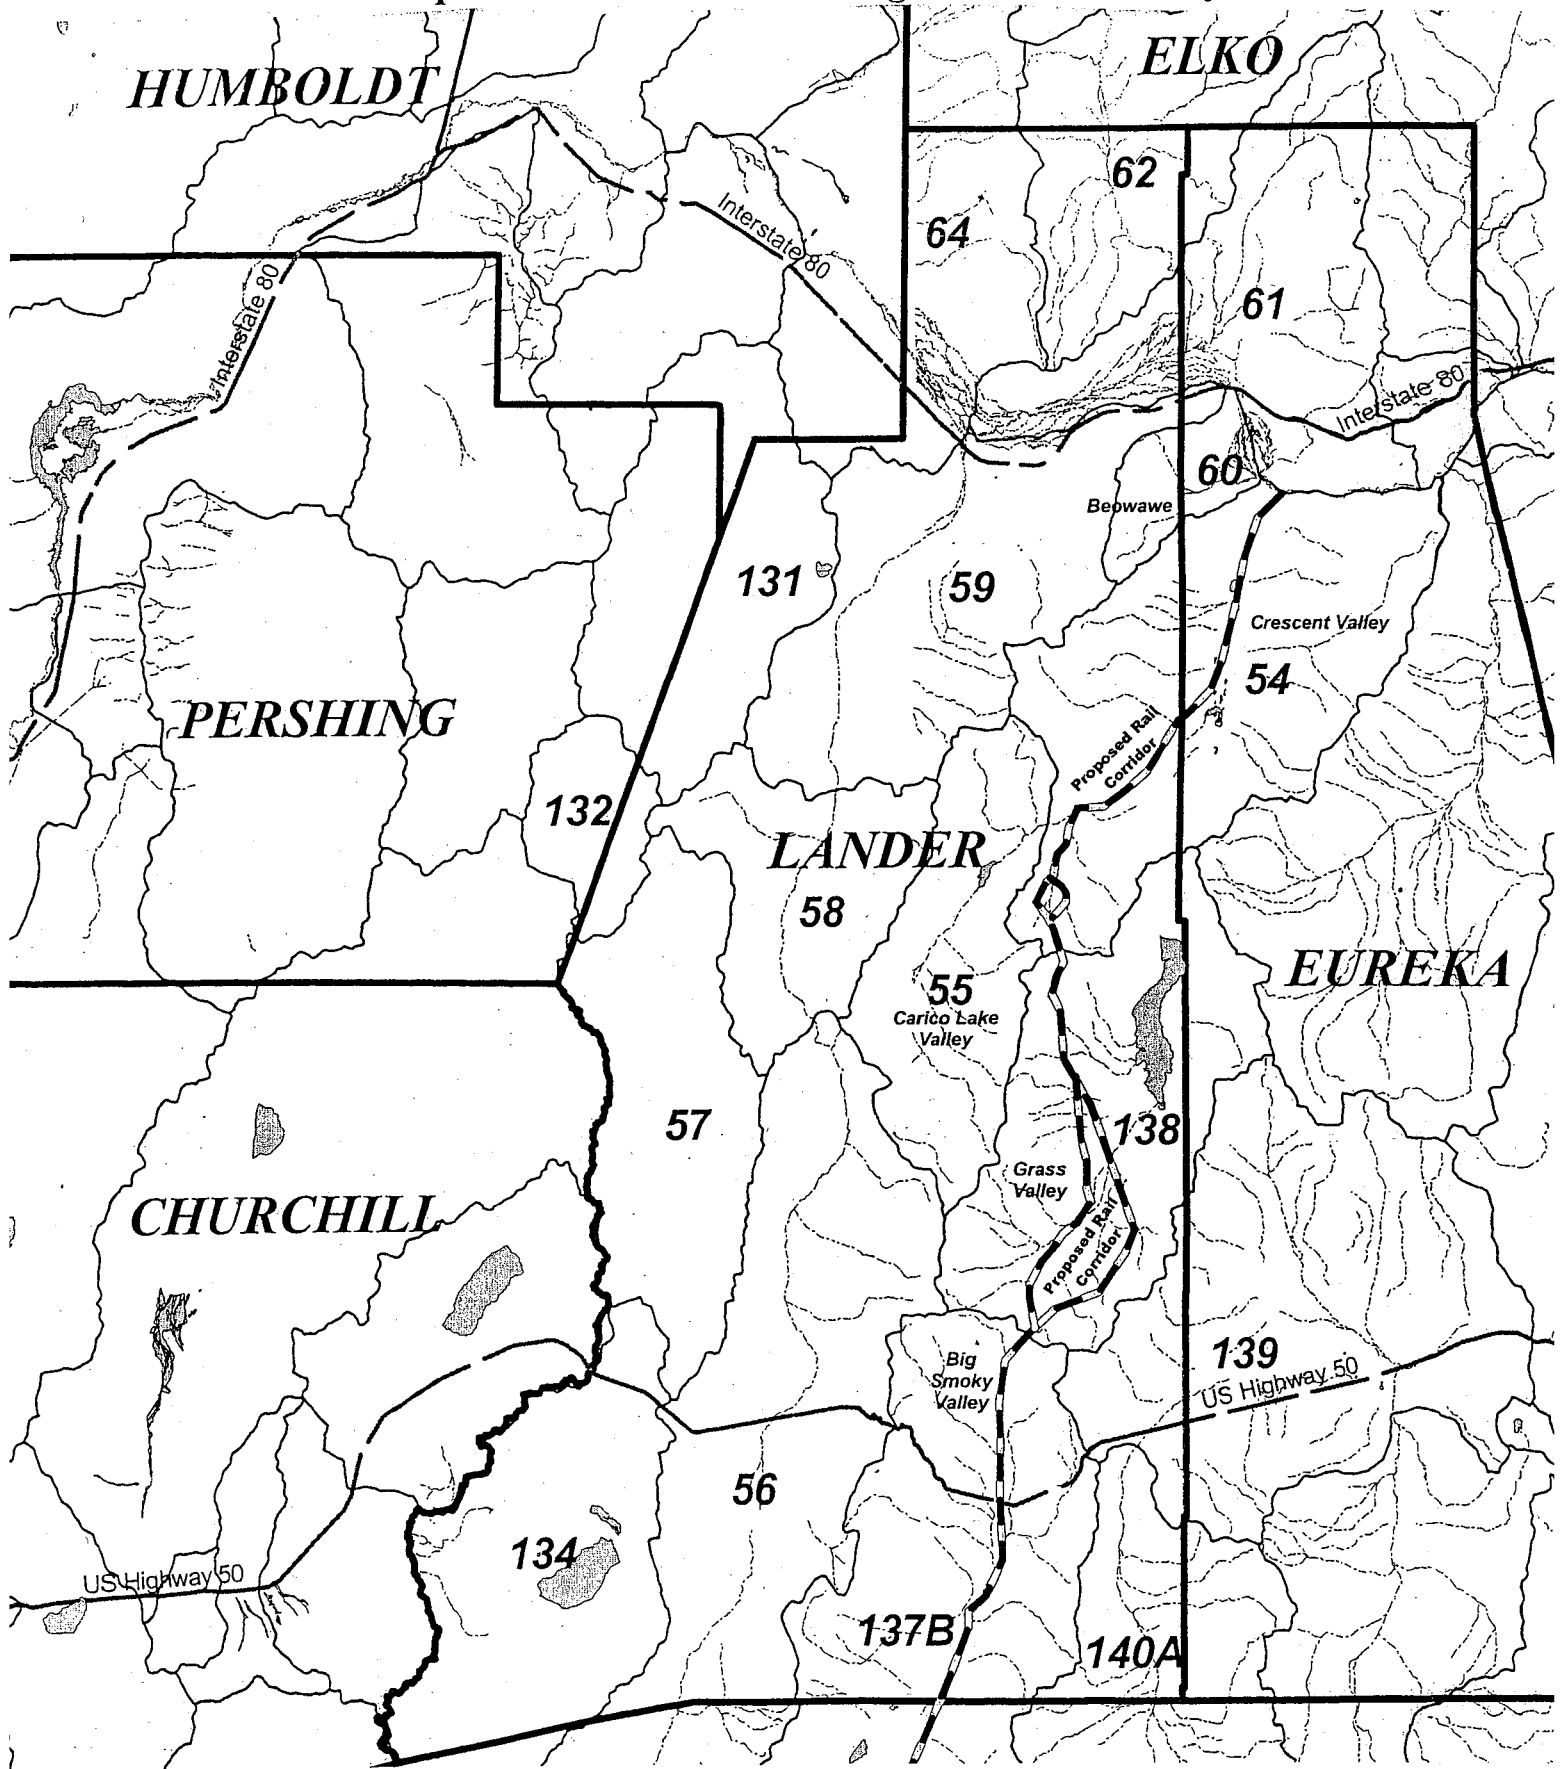 HUMBOLDT
ELKO
62
64
Interstate 80
61
Interstate 80
Interstate 80
60
Beowawe
131
59
Crescent Valley
54
PERSHING
Proposed Rail
Corridor
132
LANDER
58
EUREKA
55
Carico Lake
Valley
57
138
Grass
Valley
CHURCHILL
Proposed Rail
Corridor
139
Big
Smoky
Valley
US Highway 50
56
134
US Highway 50
137B
140A